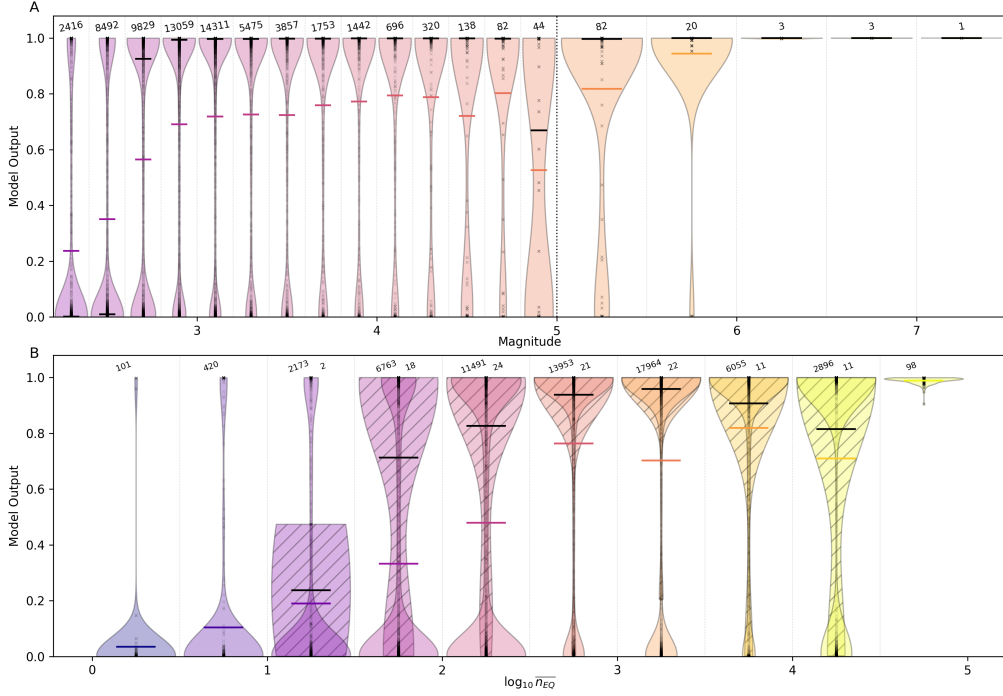 A
2416 8492 9829 13059 14311 5475 3857 1753 1442 696 320 138 82 44 82 20 3 3 1
1.0
0.8
0.6
0.4
0.2
0.0
Model Output
3 4 5 6 7
Magnitude
B
101 420 2173 2 6763 18 11491 24 13953 21 17964 22 6055 11 2896 11 98
1.0
0.8
0.6
0.4
0.2
0.0
Model Output
0 1 2 3 4 5
log₁₀ n̅_EQ